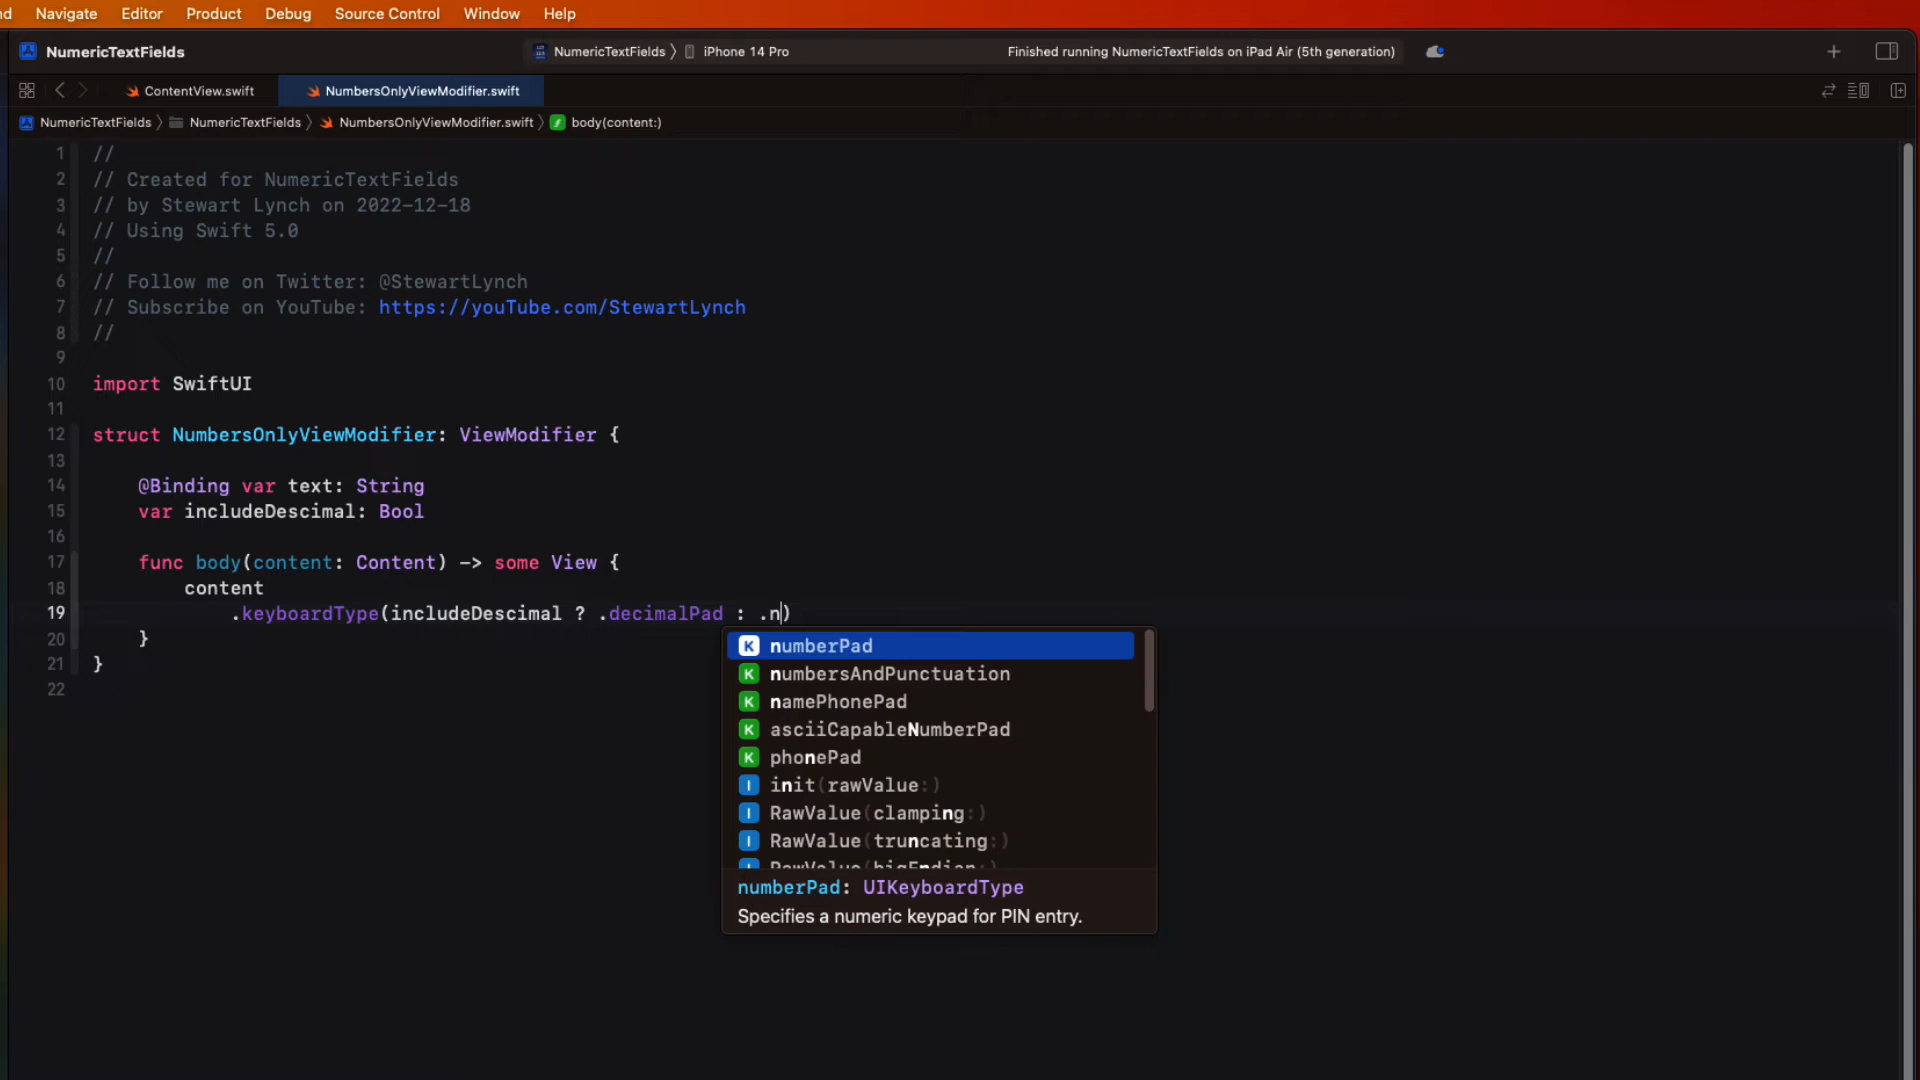 Navigate Editor Product Debug Source Control Window Help
NumericTextFields
NumericTextFields 〉 iPhone 14 Pro
Finished running NumericTextFields on iPad Air (5th generation)
ContentView.swift
NumbersOnlyViewModifier.swift
NumericTextFields 〉 NumericTextFields 〉 NumbersOnlyViewModifier.swift 〉 body(content:)
1 //
2 // Created for NumericTextFields
3 // by Stewart Lynch on 2022-12-18
4 // Using Swift 5.0
5 //
6 // Follow me on Twitter: @StewartLynch
7 // Subscribe on YouTube: https://youTube.com/StewartLynch
8 //
9
10 import SwiftUI
11
12 struct NumbersOnlyViewModifier: ViewModifier {
13
14 @Binding var text: String
15 var includeDescimal: Bool
16
17 func body(content: Content) -> some View {
18 content
19 .keyboardType(includeDescimal ? .decimalPad : .n)
20 }
21 }
22
K numberPad
K numbersAndPunctuation
K namePhonePad
K asciiCapableNumberPad
K phonePad
I init(rawValue:)
I RawValue(clamping:)
I RawValue(truncating:)
I RawValue(bigEndian:)
numberPad: UIKeyboardType
Specifies a numeric keypad for PIN entry.